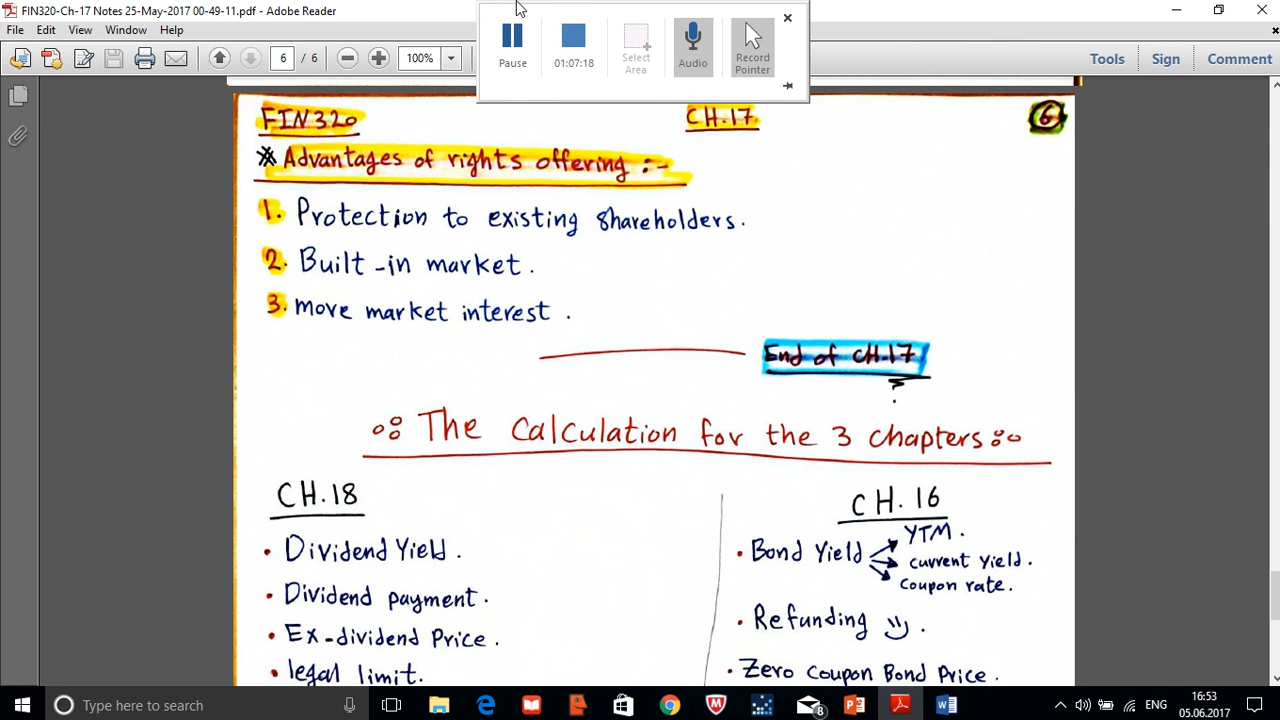 FIN320-Ch-17 Notes 25-May-2017 00-49-11.pdf - Adobe Reader
File Edit View Window Help
6 / 6 100% Tools Sign Comment
Pause 01:07:18 Select Area Audio Record Pointer
FIN320 CH.17 6
* Advantages of rights offering :-
1. Protection to existing shareholders.
2. Built-in market.
3. move market interest.
End of CH.17
The Calculation for the 3 chapters
CH.18
• Dividend Yield.
• Dividend payment.
• Ex-dividend Price.
• legal limit.
CH.16
• Bond Yield YTM.
current yield.
coupon rate.
• Refunding
• Zero Coupon Bond Price.
Type here to search
8
ENG
16:53
05.06.2017